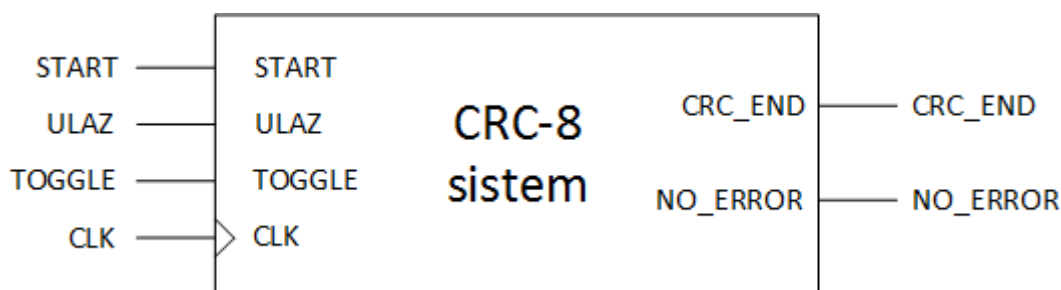 START START
ULAZ ULAZ
TOGGLE TOGGLE
CLK CLK
CRC-8
sistem
CRC_END CRC_END
NO_ERROR NO_ERROR